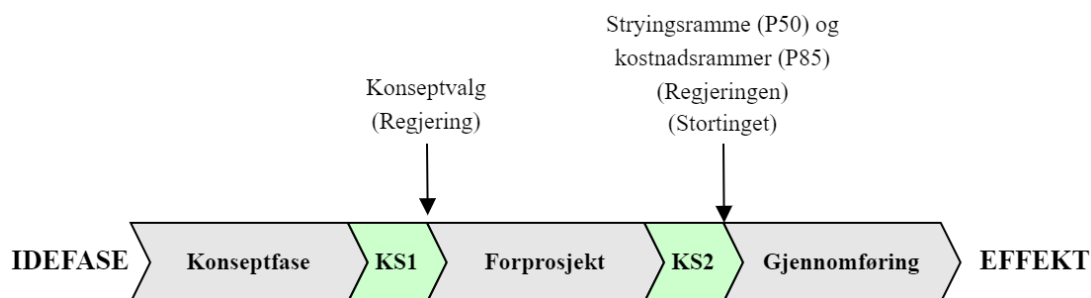 Stryingsramme (P50) og
kostnadsrammer (P85)
(Regjeringen)
(Stortinget)
Konseptvalg
(Regjering)
IDEFASE
Konseptfase
KS1
Forprosjekt
KS2
Gjennomføring
EFFEKT